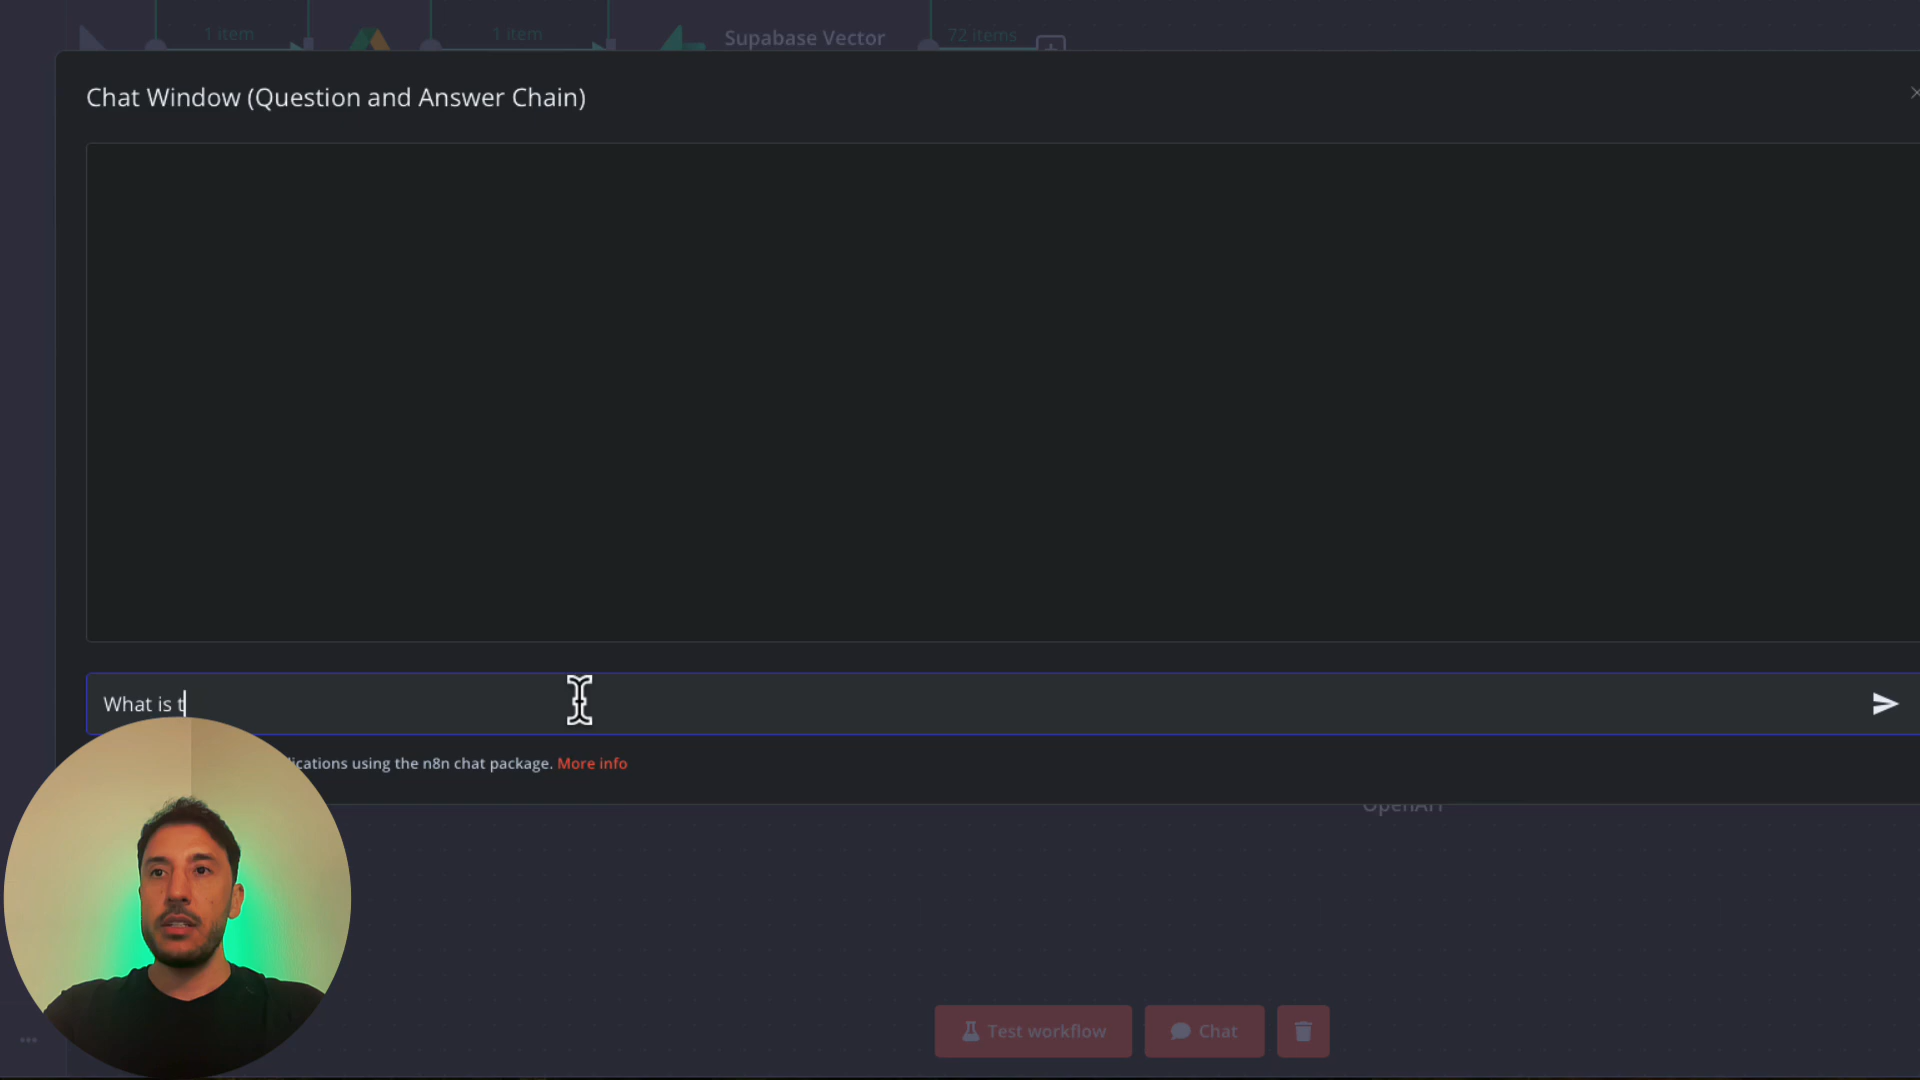 1 item
1 item
Supabase Vector
72 items
Chat Window (Question and Answer Chain)
What is t
ications using the n8n chat package. More info
OpenAI1
Test workflow
Chat